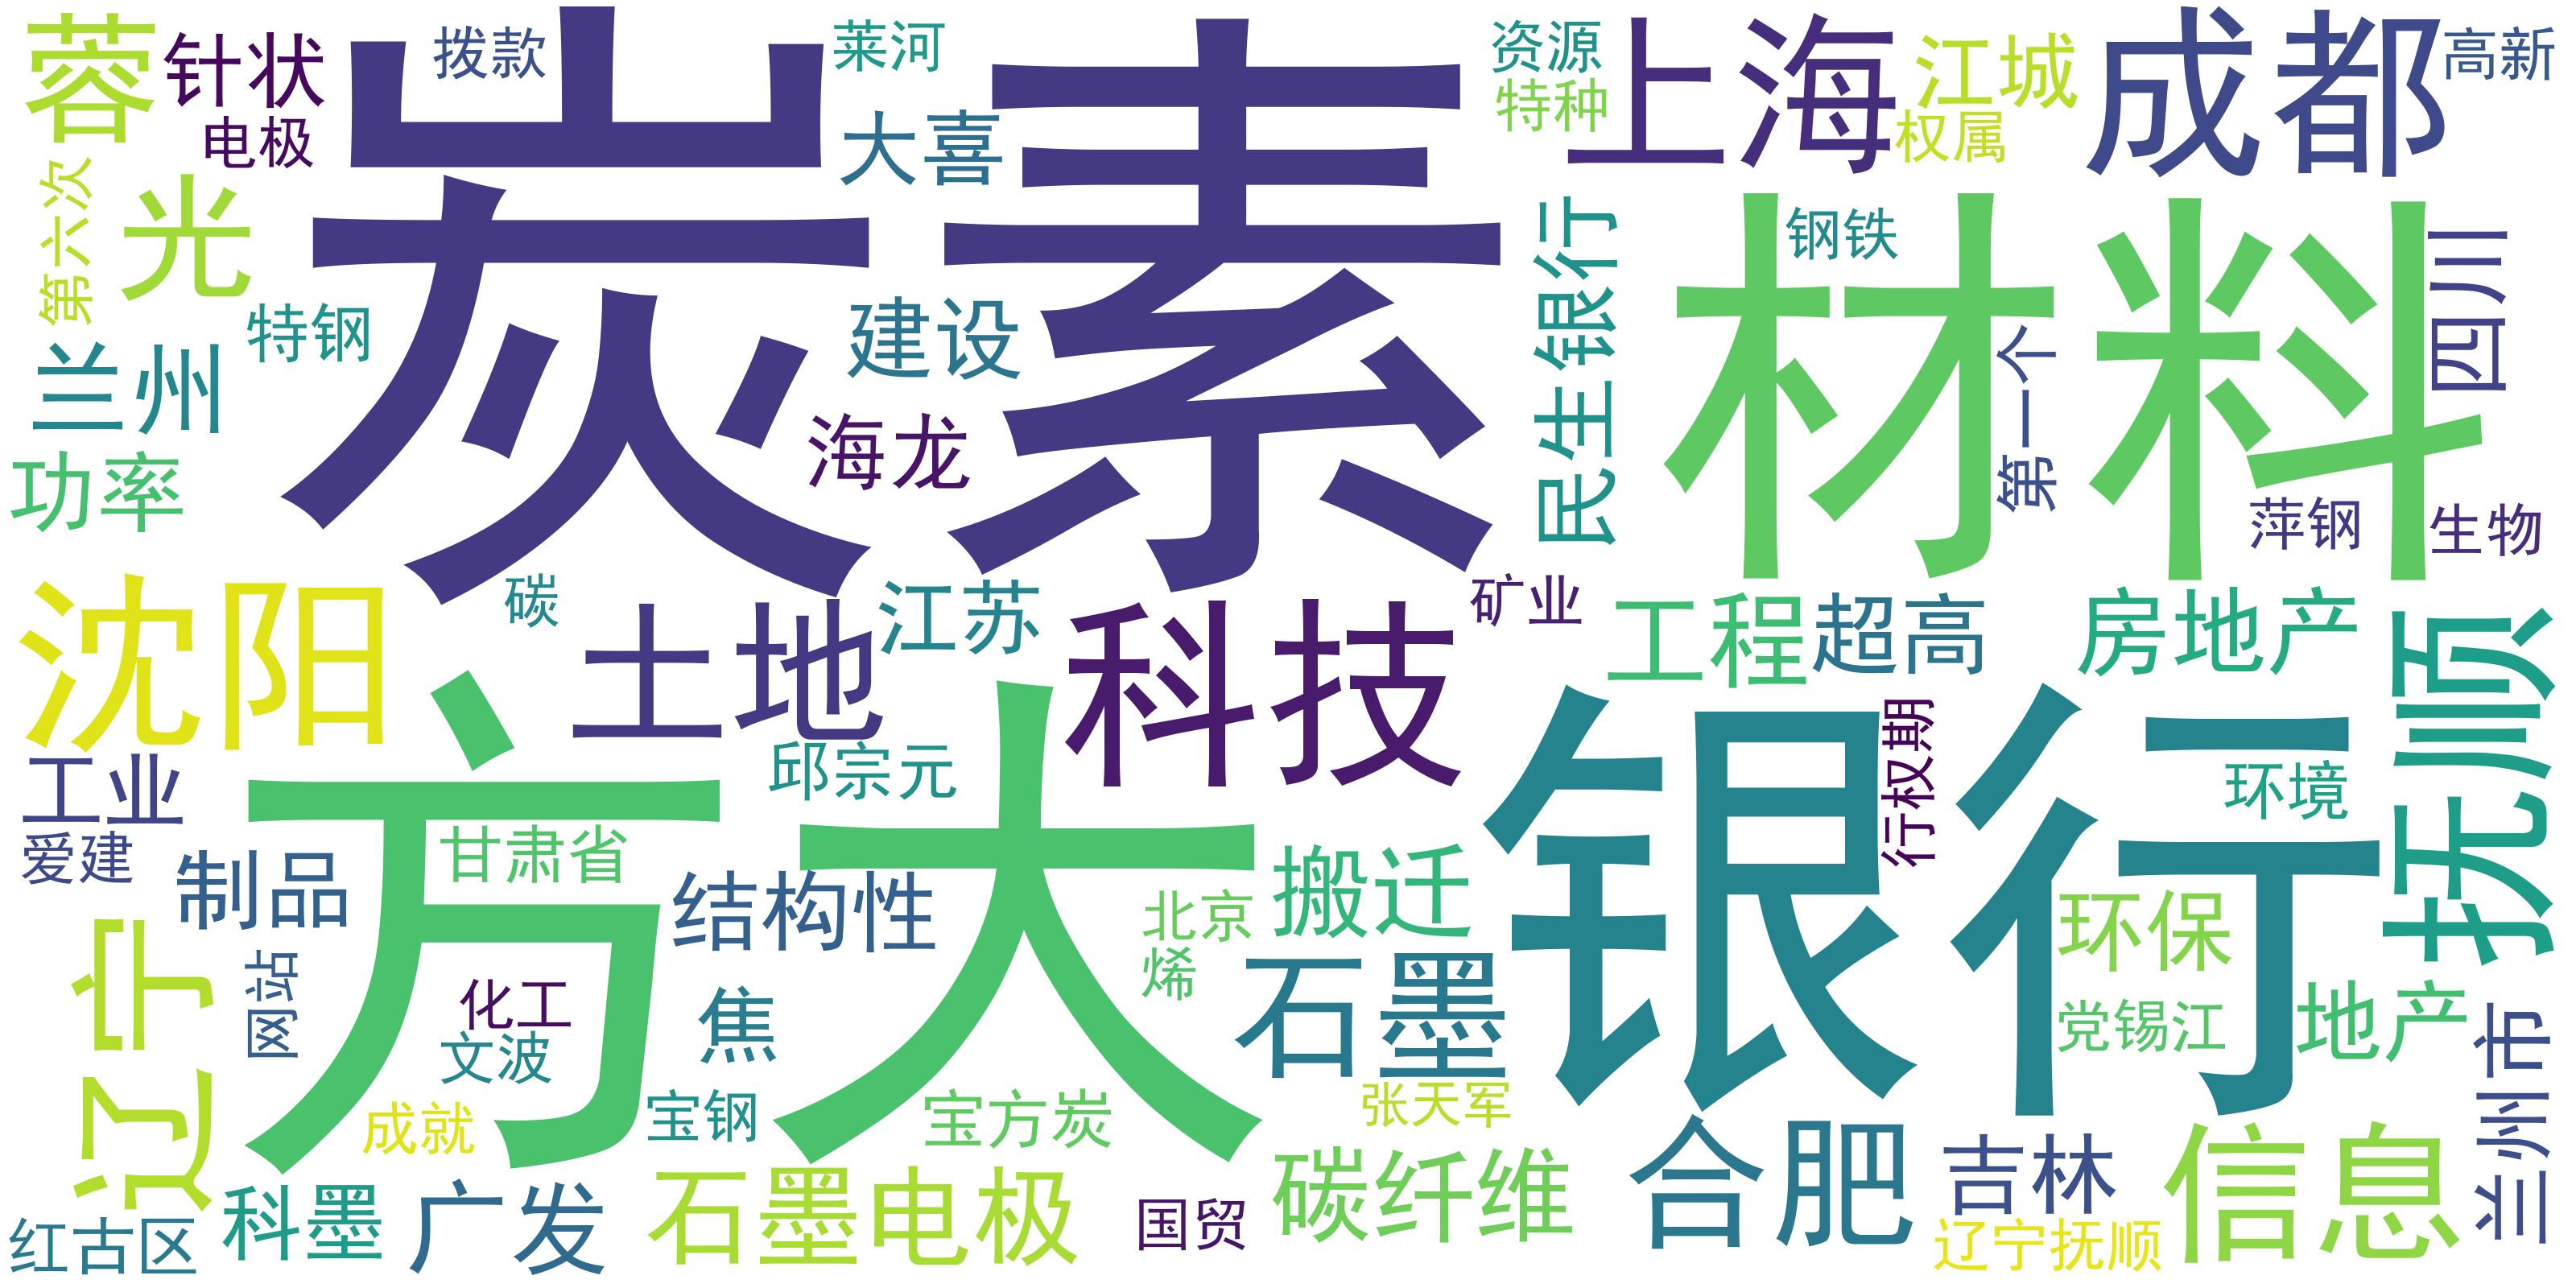 蓉
针状
电极
拨款
炭素
莱河
大喜
资源
特种
上海
江城
权属
成都
高新
第六次
光
特钢
兰州
功率
建设
海龙
民生银行
材料
钢铁
第一个
四川
萍钢
生物
沈阳
碳
土地
江苏
科技
矿业
工程
超高
房地产
抚顺
工业
爱建
方大
邱宗元
银行
行权期
环境
制品
甘肃省
结构性
北京
烯
搬迁
环保
辽宁
网站
化工
文波
焦
石墨
党锡江
地产
兰州市
成就
宝钢
宝方炭
张天军
红古区
科墨
广发
石墨电极
国贸
碳纤维
合肥
吉林
辽宁抚顺
信息